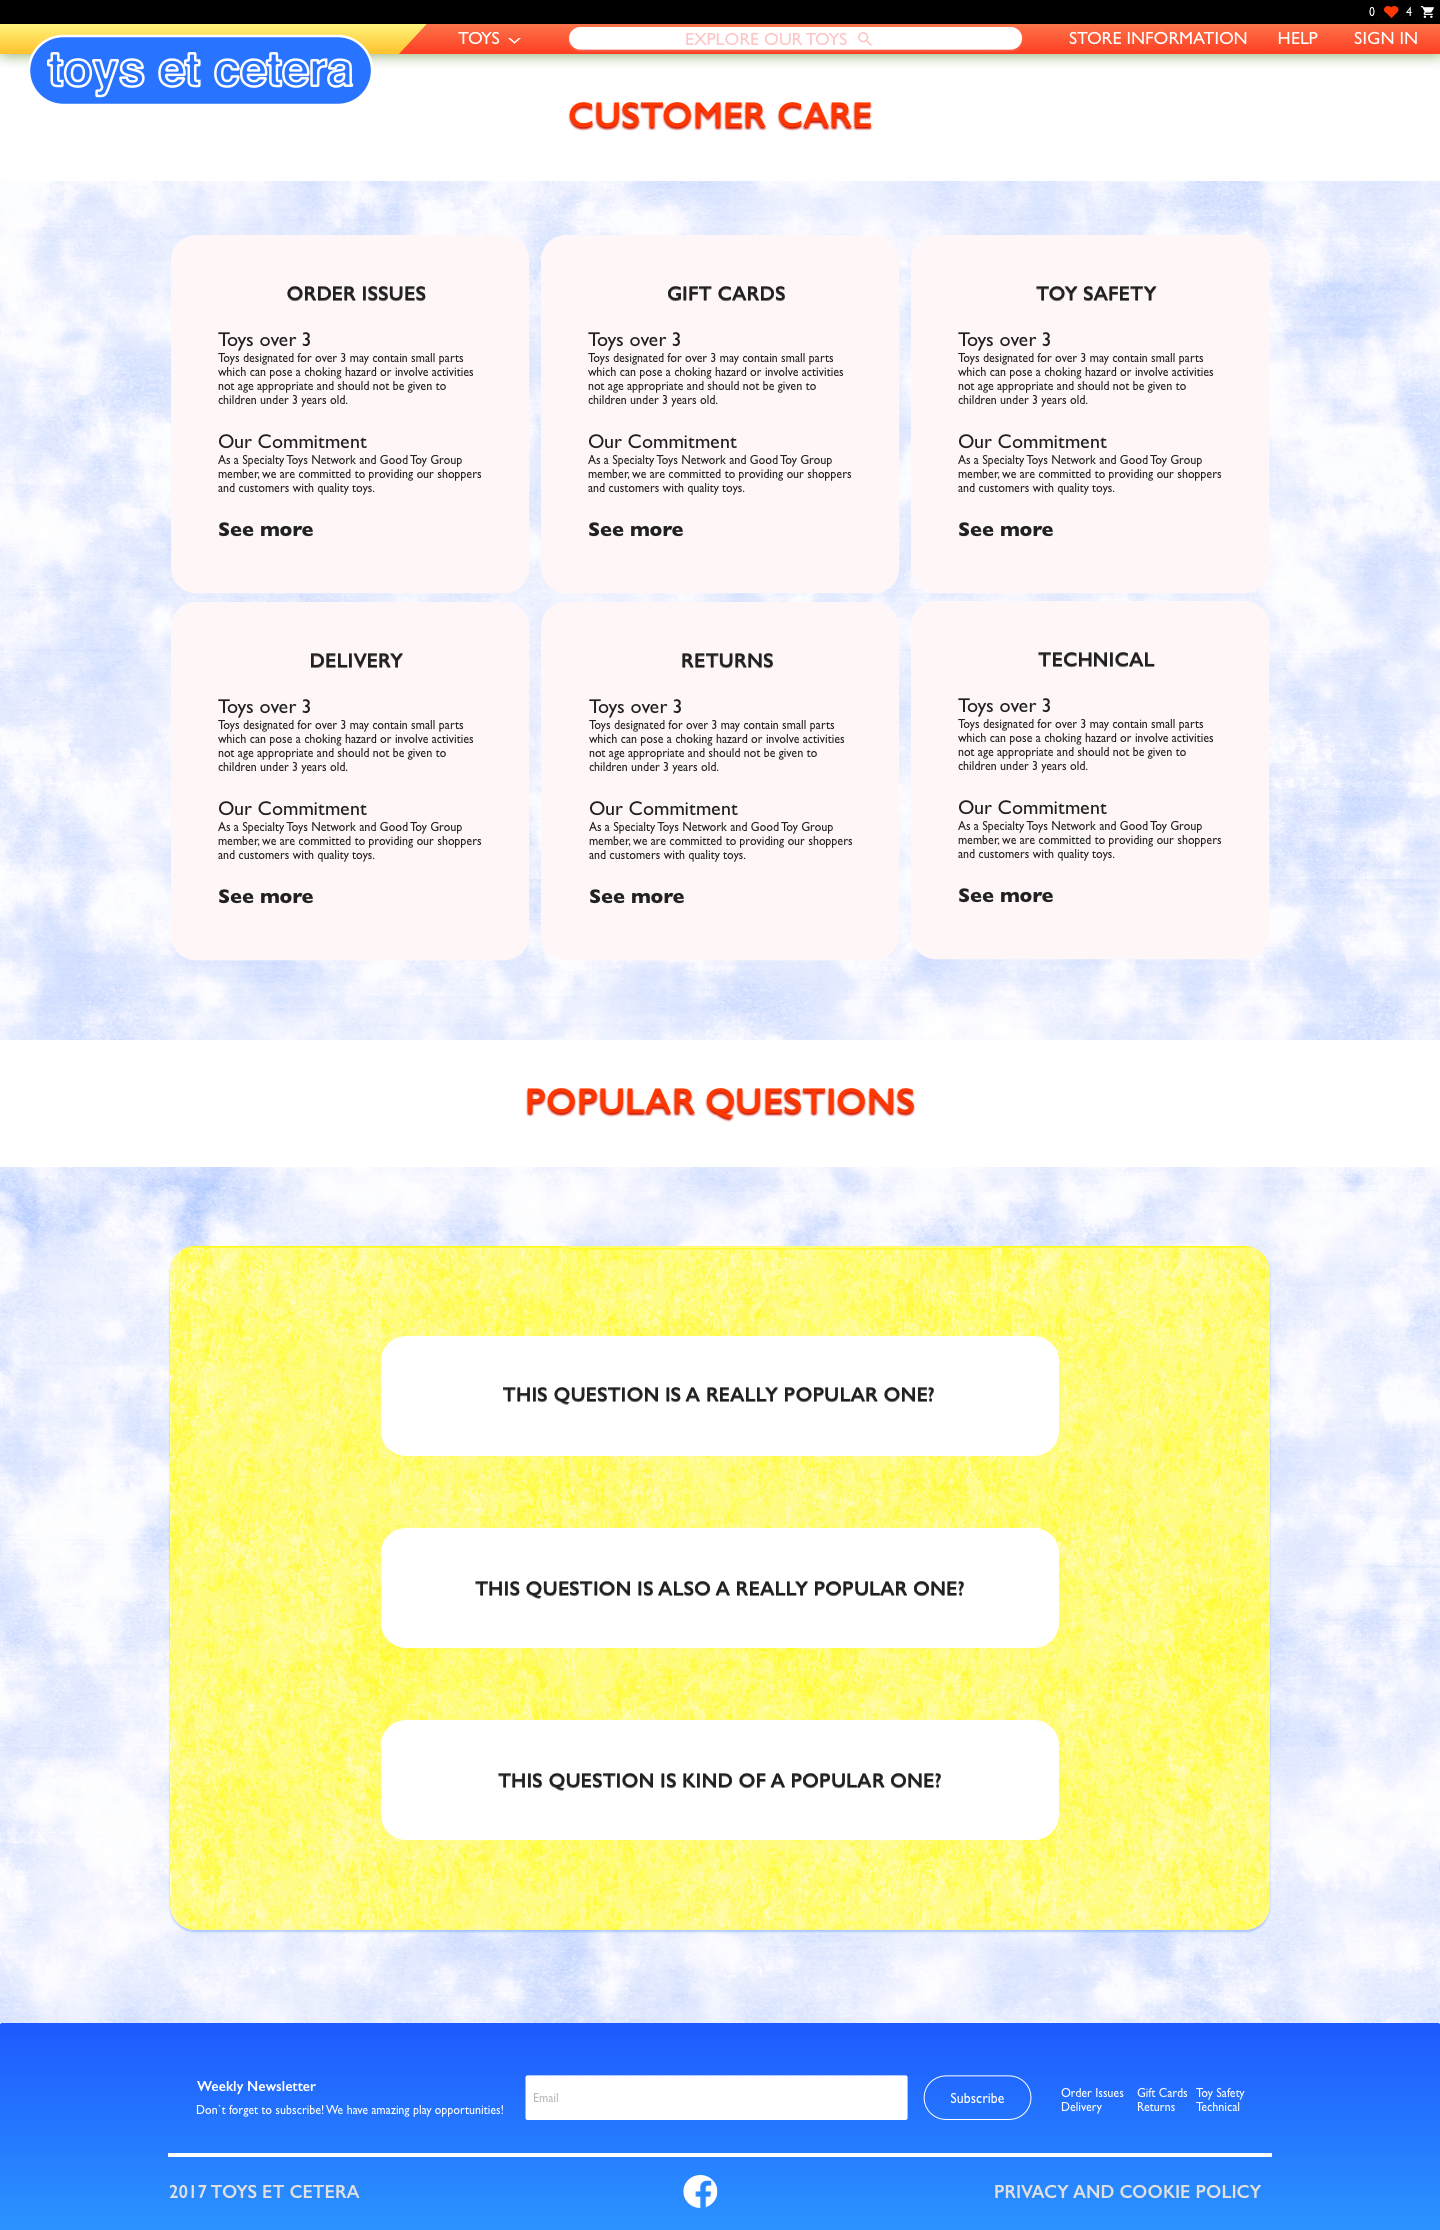 0 4
TOYS EXPLORE OUR TOYS STORE INFORMATION HELP SIGN IN
toys et cetera
CUSTOMER CARE
ORDER ISSUES
Toys over 3
Toys designated for over 3 may contain small parts
which can pose a choking hazard or involve activities
not age appropriate and should not be given to
children under 3 years old.
Our Commitment
As a Specialty Toys Network and Good Toy Group
member, we are committed to providing our shoppers
and customers with quality toys.
See more
GIFT CARDS
Toys over 3
Toys designated for over 3 may contain small parts
which can pose a choking hazard or involve activities
not age appropriate and should not be given to
children under 3 years old.
Our Commitment
As a Specialty Toys Network and Good Toy Group
member, we are committed to providing our shoppers
and customers with quality toys.
See more
TOY SAFETY
Toys over 3
Toys designated for over 3 may contain small parts
which can pose a choking hazard or involve activities
not age appropriate and should not be given to
children under 3 years old.
Our Commitment
As a Specialty Toys Network and Good Toy Group
member, we are committed to providing our shoppers
and customers with quality toys.
See more
DELIVERY
Toys over 3
Toys designated for over 3 may contain small parts
which can pose a choking hazard or involve activities
not age appropriate and should not be given to
children under 3 years old.
Our Commitment
As a Specialty Toys Network and Good Toy Group
member, we are committed to providing our shoppers
and customers with quality toys.
See more
RETURNS
Toys over 3
Toys designated for over 3 may contain small parts
which can pose a choking hazard or involve activities
not age appropriate and should not be given to
children under 3 years old.
Our Commitment
As a Specialty Toys Network and Good Toy Group
member, we are committed to providing our shoppers
and customers with quality toys.
See more
TECHNICAL
Toys over 3
Toys designated for over 3 may contain small parts
which can pose a choking hazard or involve activities
not age appropriate and should not be given to
children under 3 years old.
Our Commitment
As a Specialty Toys Network and Good Toy Group
member, we are committed to providing our shoppers
and customers with quality toys.
See more
POPULAR QUESTIONS
THIS QUESTION IS A REALLY POPULAR ONE?
THIS QUESTION IS ALSO A REALLY POPULAR ONE?
THIS QUESTION IS KIND OF A POPULAR ONE?
Weekly Newsletter
Don`t forget to subscribe! We have amazing play opportunities!
Email
Subscribe
Order Issues Gift Cards Toy Safety
Delivery Returns Technical
2017 TOYS ET CETERA
PRIVACY AND COOKIE POLICY